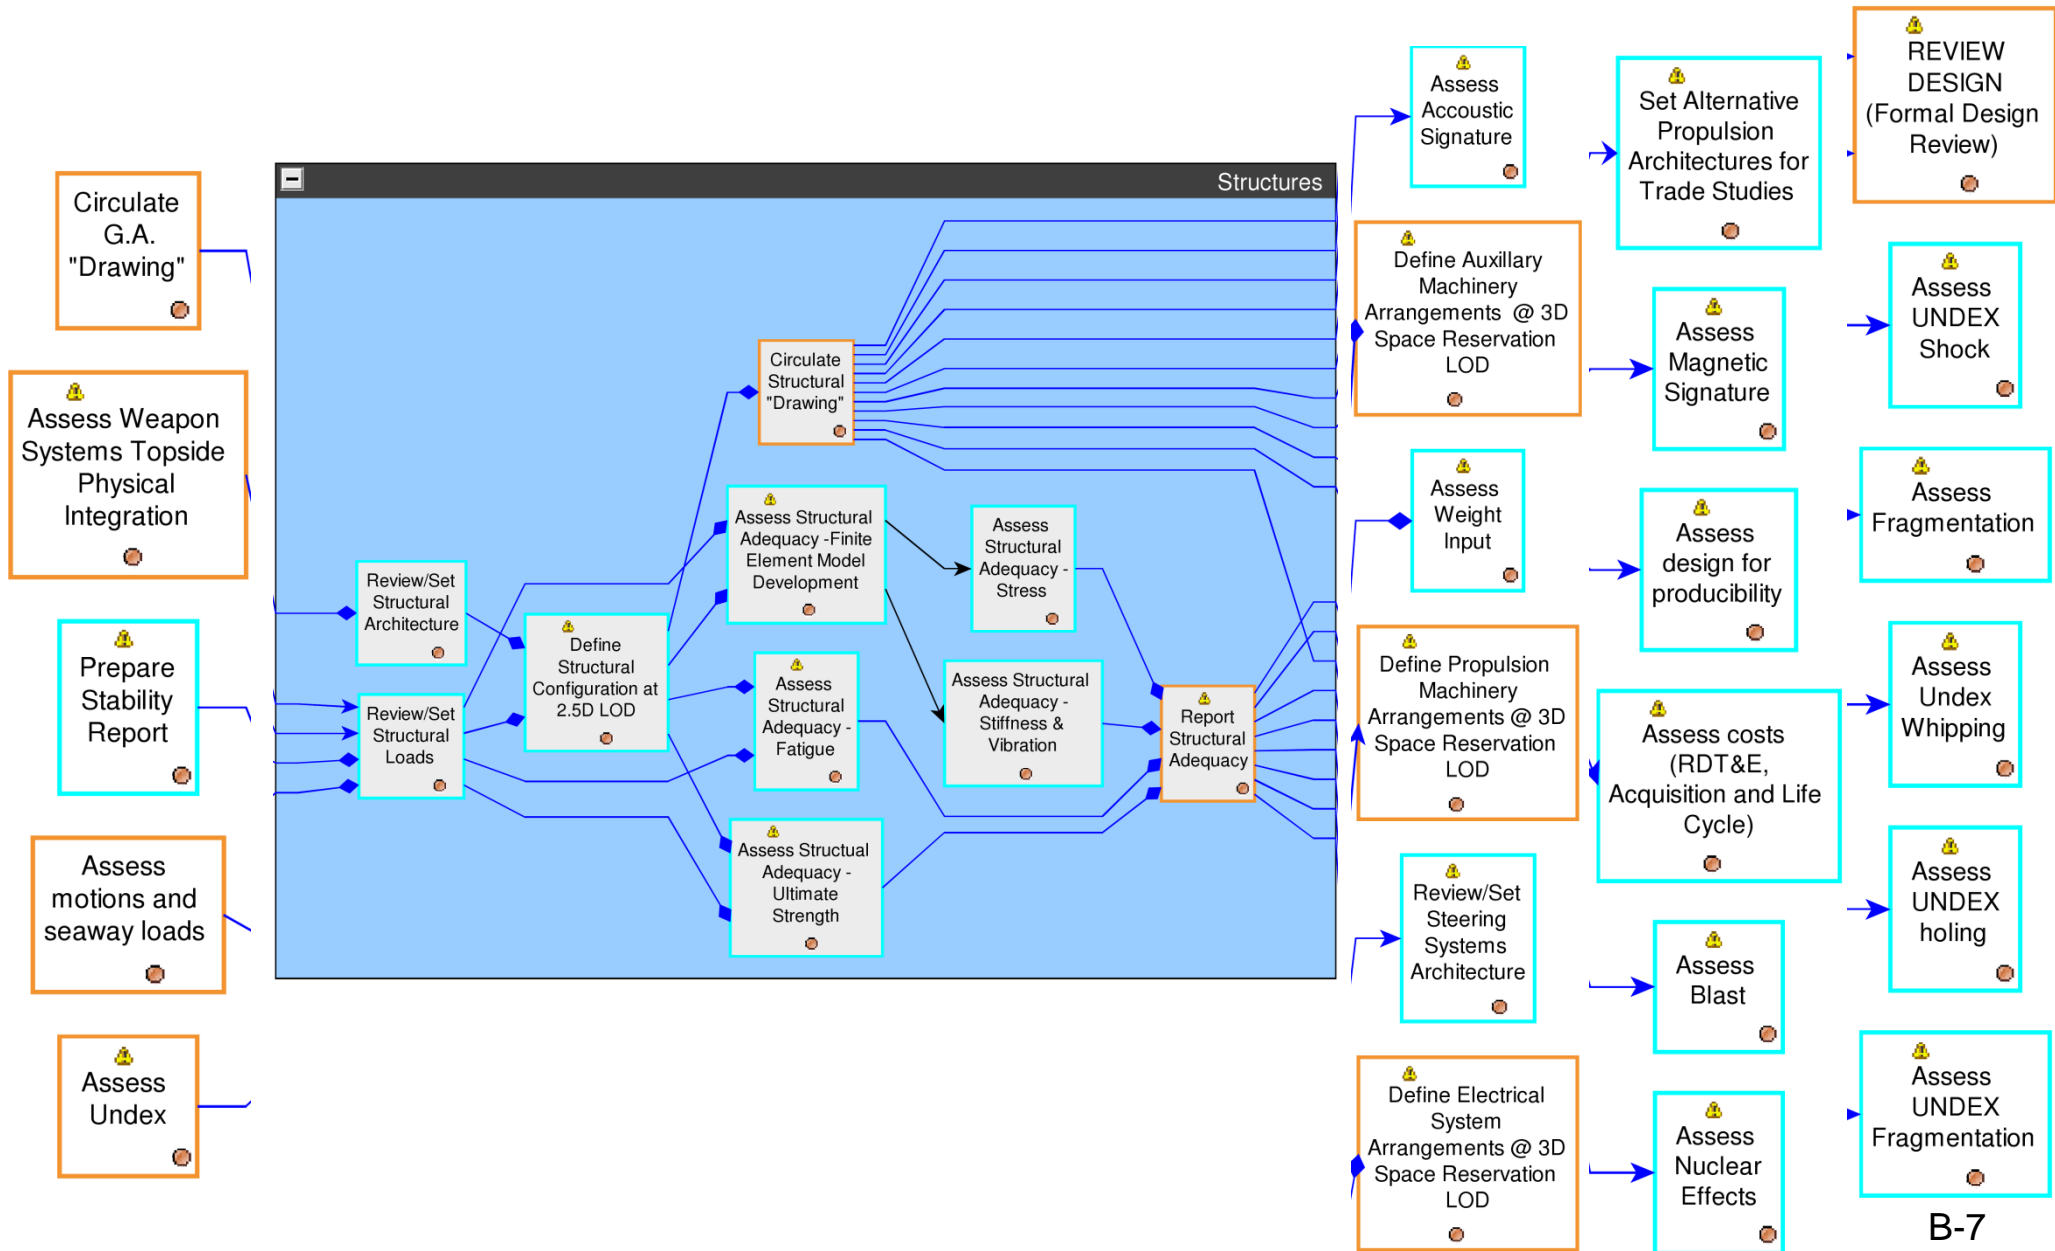 Circulate
G.A.
"Drawing"
Assess Weapon
Systems Topside
Physical
Integration
Prepare
Stability
Report
Assess
motions and
seaway loads
Assess
Undex
Structures
Review/Set
Structural
Architecture
Review/Set
Structural
Loads
Define
Structural
Configuration at
2.5D LOD
Circulate
Structural
"Drawing"
Assess Structural
Adequacy -Finite
Element Model
Development
Assess
Structural
Adequacy -
Fatigue
Assess Structual
Adequacy -
Ultimate
Strength
Assess
Structural
Adequacy -
Stress
Assess Structural
Adequacy -
Stiffness &
Vibration
Report
Structural
Adequacy
Assess
Accoustic
Signature
Define Auxillary
Machinery
Arrangements @ 3D
Space Reservation
LOD
Assess
Weight
Input
Define Propulsion
Machinery
Arrangements @ 3D
Space Reservation
LOD
Review/Set
Steering
Systems
Architecture
Define Electrical
System
Arrangements @ 3D
Space Reservation
LOD
Set Alternative
Propulsion
Architectures for
Trade Studies
Assess
Magnetic
Signature
Assess
design for
producibility
Assess costs
(RDT&E,
Acquisition and Life
Cycle)
Assess
Blast
Assess
Nuclear
Effects
REVIEW
DESIGN
(Formal Design
Review)
Assess
UNDEX
Shock
Assess
Fragmentation
Assess
Undex
Whipping
Assess
UNDEX
holing
Assess
UNDEX
Fragmentation
B-7